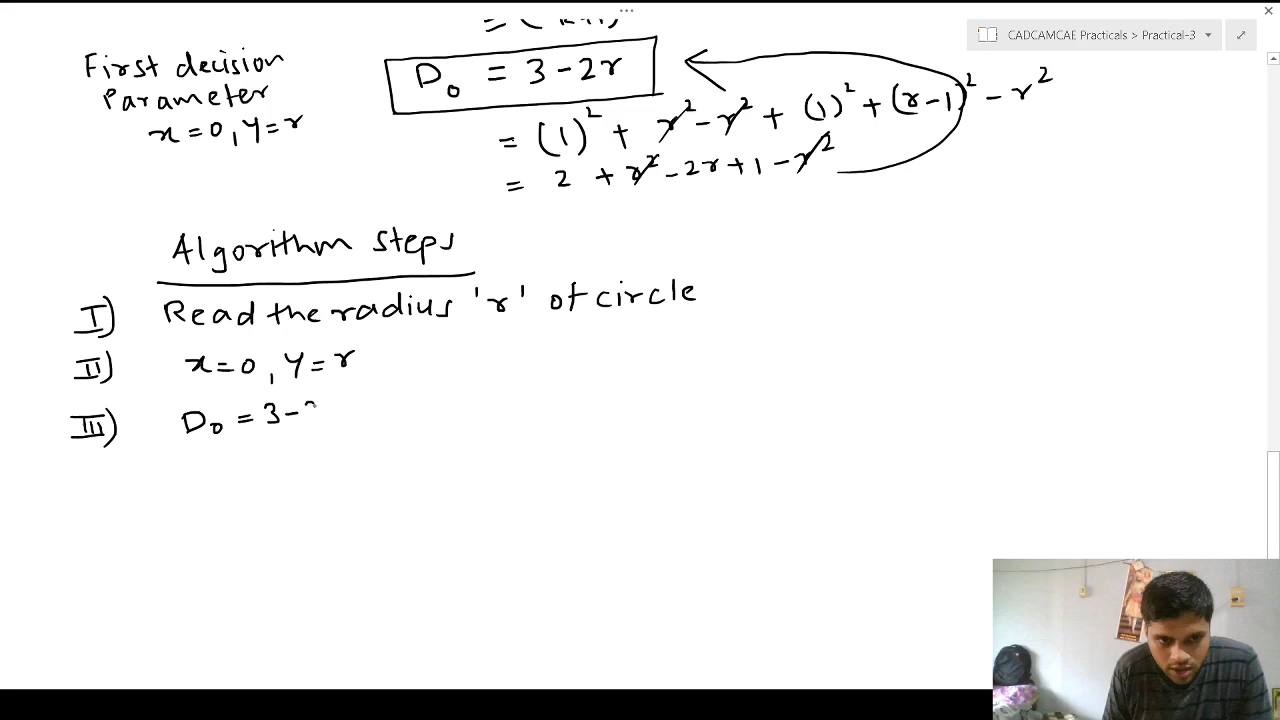 CADCAMCAE Practicals > Practical-3
First decision
Parameter
x=0, y=r
D₀ = 3-2r
= (1)² + r² - r² + (1)² + (r-1)² - r²
= 2 + r² - 2r + 1 - r²
Algorithm steps
I) Read the radius 'r' of circle
II) x=0, y=r
III) D₀ = 3-